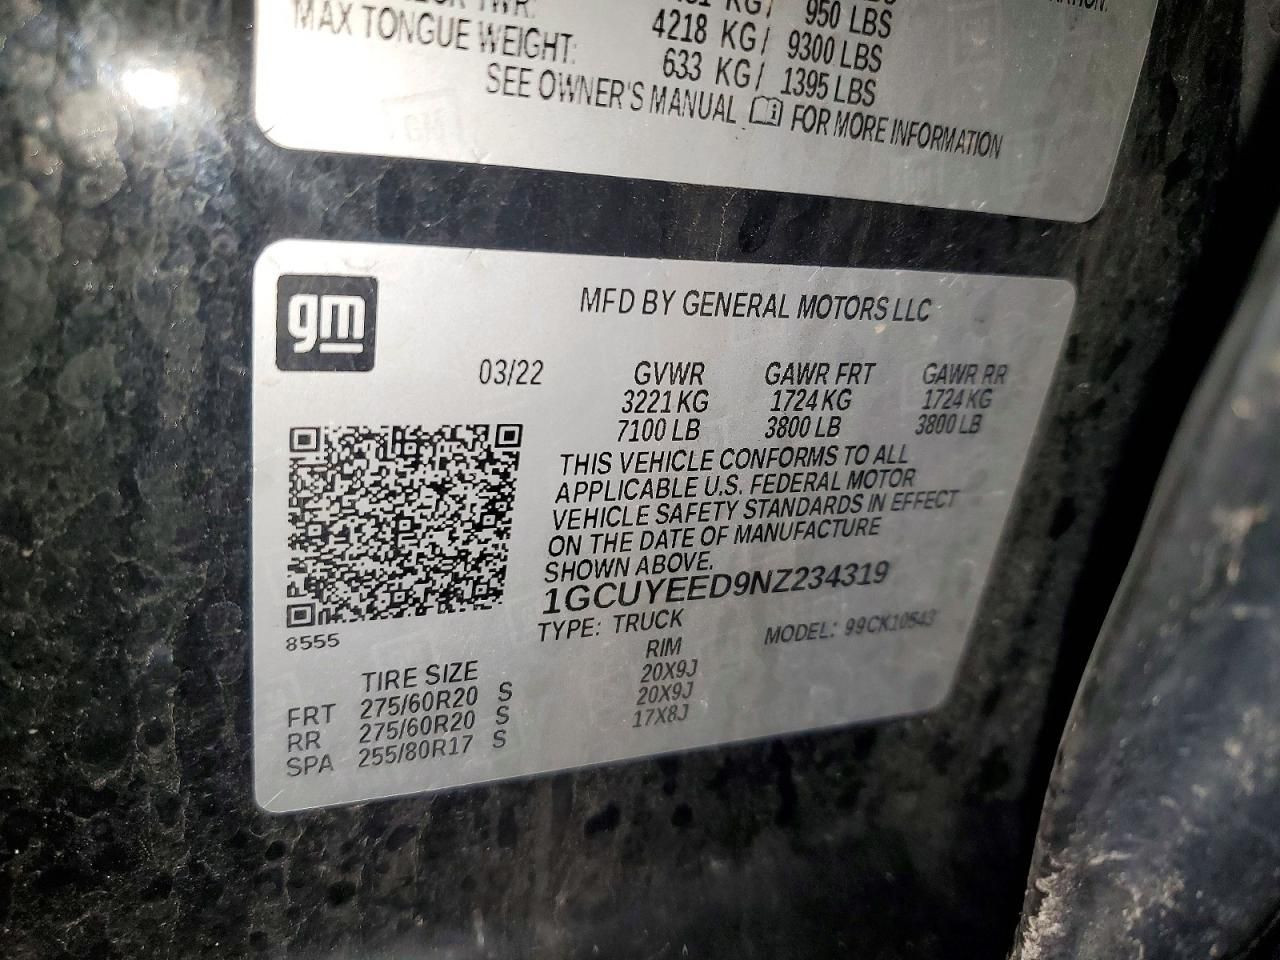 TWR:
KG/ 950 LBS
4218 KG/ 9300 LBS
MAX TONGUE WEIGHT: 633 KG/ 1395 LBS
SEE OWNER'S MANUAL FOR MORE INFORMATION
gm
MFD BY GENERAL MOTORS LLC
03/22 GVWR GAWR FRT GAWR RR
3221 KG 1724 KG 1724 KG
7100 LB 3800 LB 3800 LB
THIS VEHICLE CONFORMS TO ALL
APPLICABLE U.S. FEDERAL MOTOR
VEHICLE SAFETY STANDARDS IN EFFECT
ON THE DATE OF MANUFACTURE
SHOWN ABOVE.
1GCUYEED9NZ234319
8555
TYPE: TRUCK MODEL: 99CK10543
TIRE SIZE RIM
FRT 275/60R20 S 20X9J
RR 275/60R20 S 20X9J
SPA 255/80R17 S 17X8J